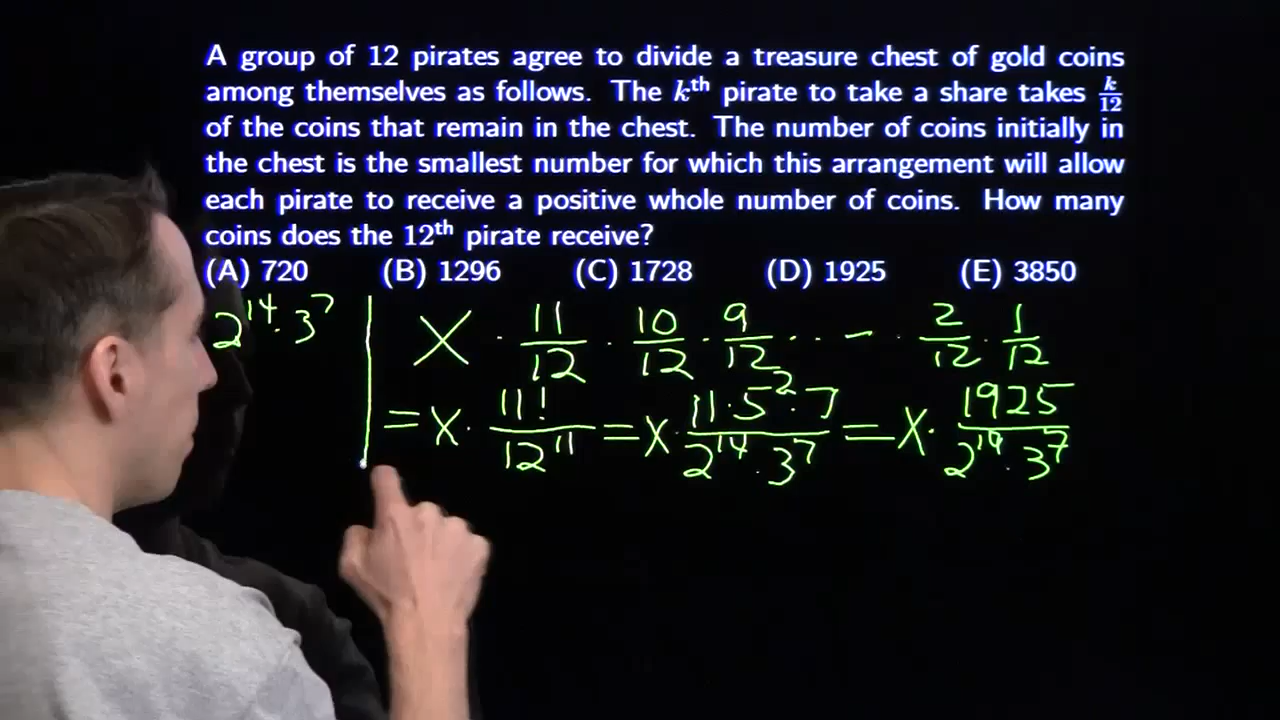 A group of 12 pirates agree to divide a treasure chest of gold coins
among themselves as follows. The k^th pirate to take a share takes k/12
of the coins that remain in the chest. The number of coins initially in
the chest is the smallest number for which this arrangement will allow
each pirate to receive a positive whole number of coins. How many
coins does the 12^th pirate receive?
(A) 720 (B) 1296 (C) 1728 (D) 1925 (E) 3850
2^14 · 3^7 | X · 11/12 · 10/12 · 9/12 · · · – · 2/12 · 1/12
= X · 11!/12^11 = X · 11·5^2·7/2^14·3^7 = X · 1925/2^14·3^7